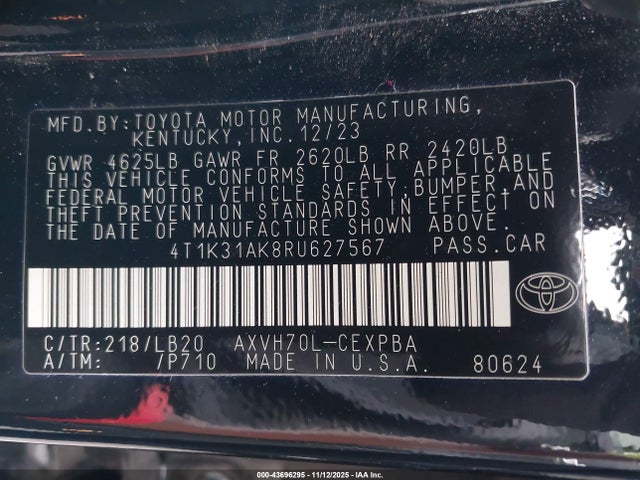 MFD.BY:TOYOTA MOTOR MANUFACTURING,
KENTUCKY,INC.12/23
GVWR 4625LB GAWR FR 2620LB RR 2420LB
THIS VEHICLE CONFORMS TO ALL APPLICABLE
FEDERAL MOTOR VEHICLE SAFETY,BUMPER,AND
THEFT PREVENTION STANDARDS IN EFFECT ON
THE DATE OF MANUFACTURE SHOWN ABOVE.
4T1K31AK8RU627567 PASS.CAR
C/TR:218/LB20 AXVH70L-CEXPBA
A/TM: /P710 MADE IN U.S.A. 80624
000-43696295 - 11/12/2025 - IAA Inc.